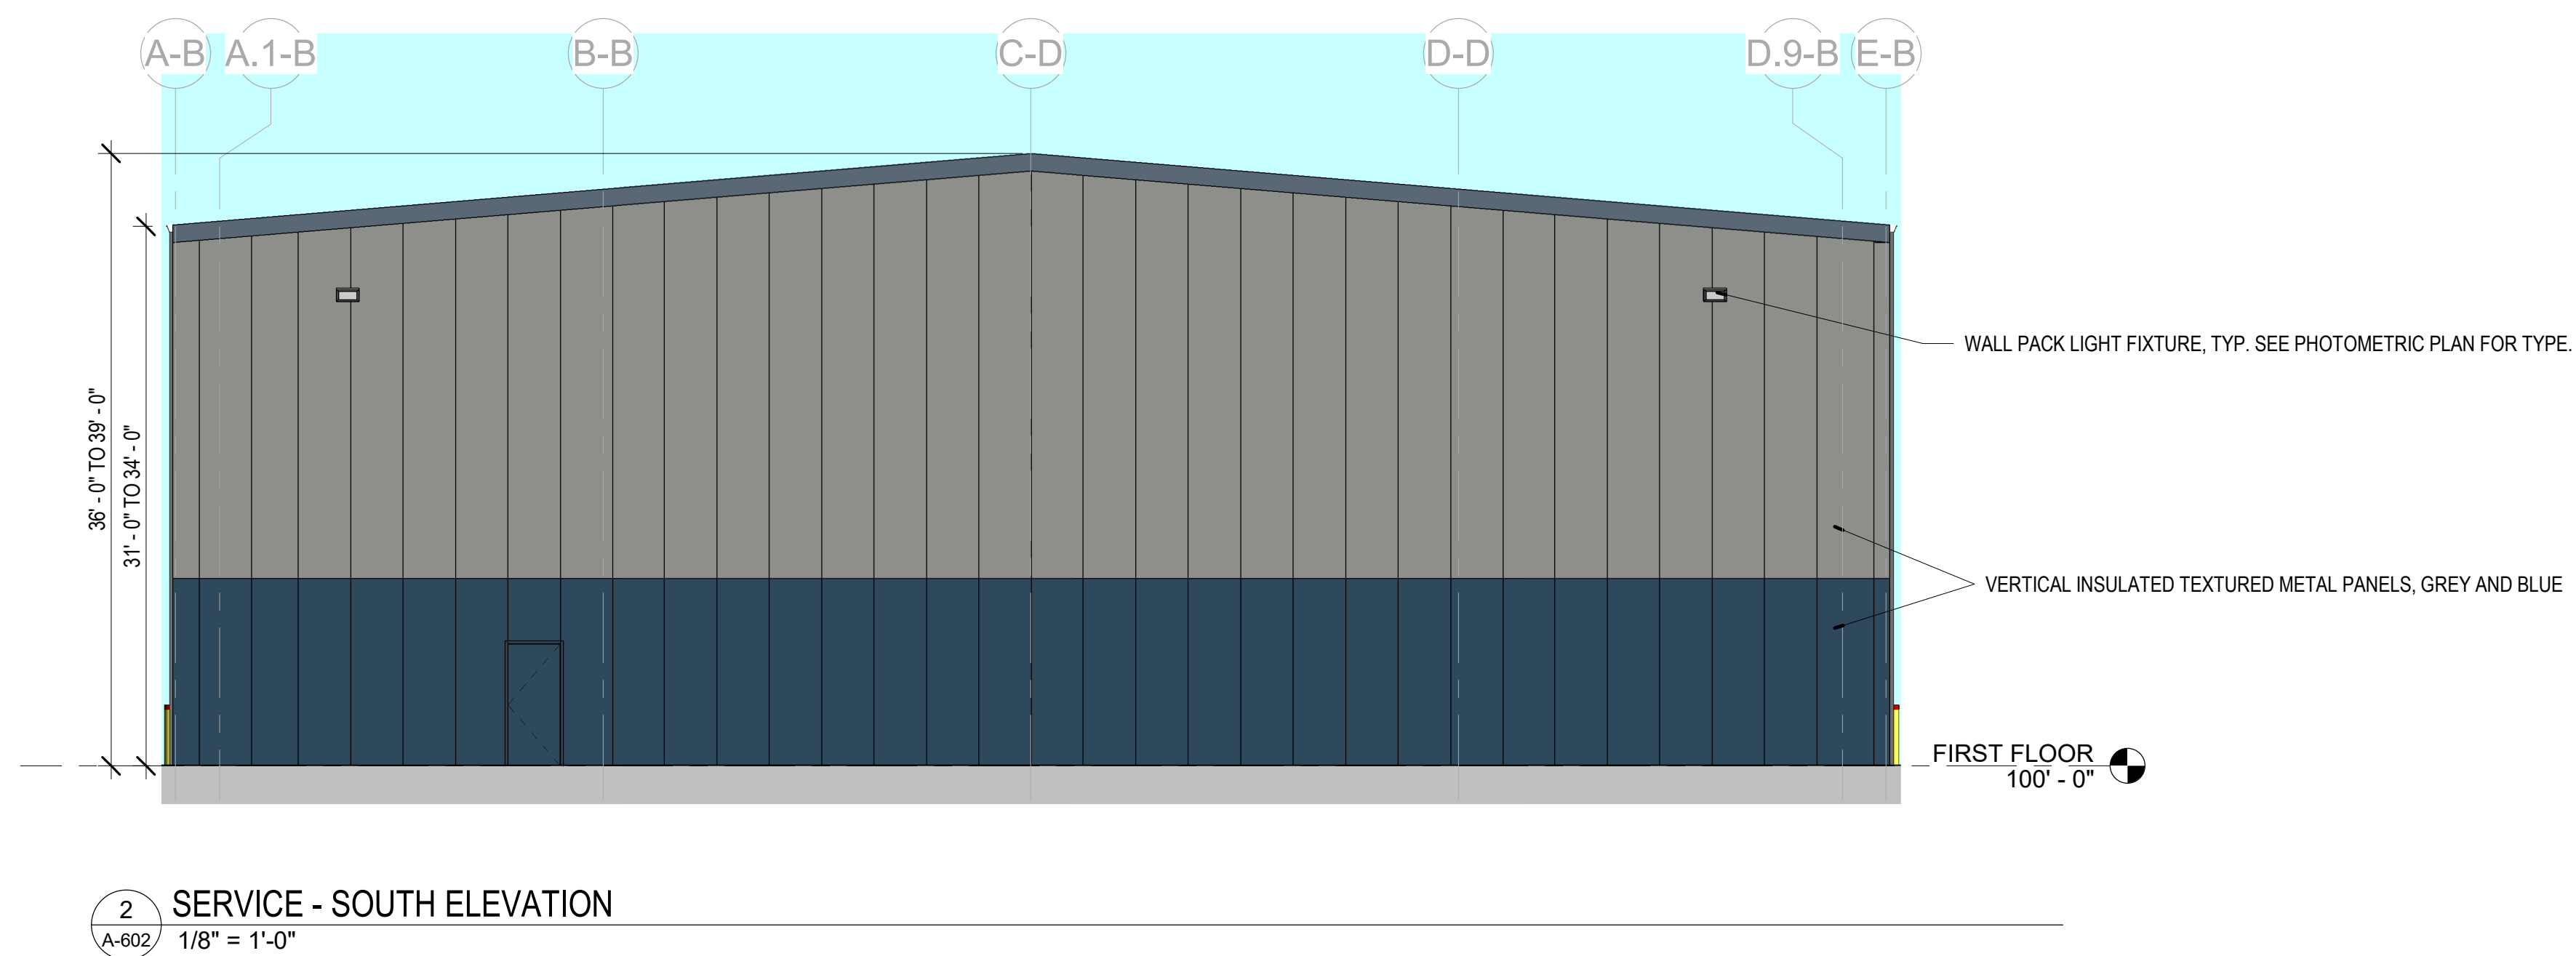 A-B A.1-B B-B C-D D-D D.9-B E-B
36' - 0" TO 39' - 0"
31' - 0" TO 34' - 0"
WALL PACK LIGHT FIXTURE, TYP. SEE PHOTOMETRIC PLAN FOR TYPE.
VERTICAL INSULATED TEXTURED METAL PANELS, GREY AND BLUE
FIRST FLOOR
100' - 0"
2 SERVICE - SOUTH ELEVATION
A-602 1/8" = 1'-0"